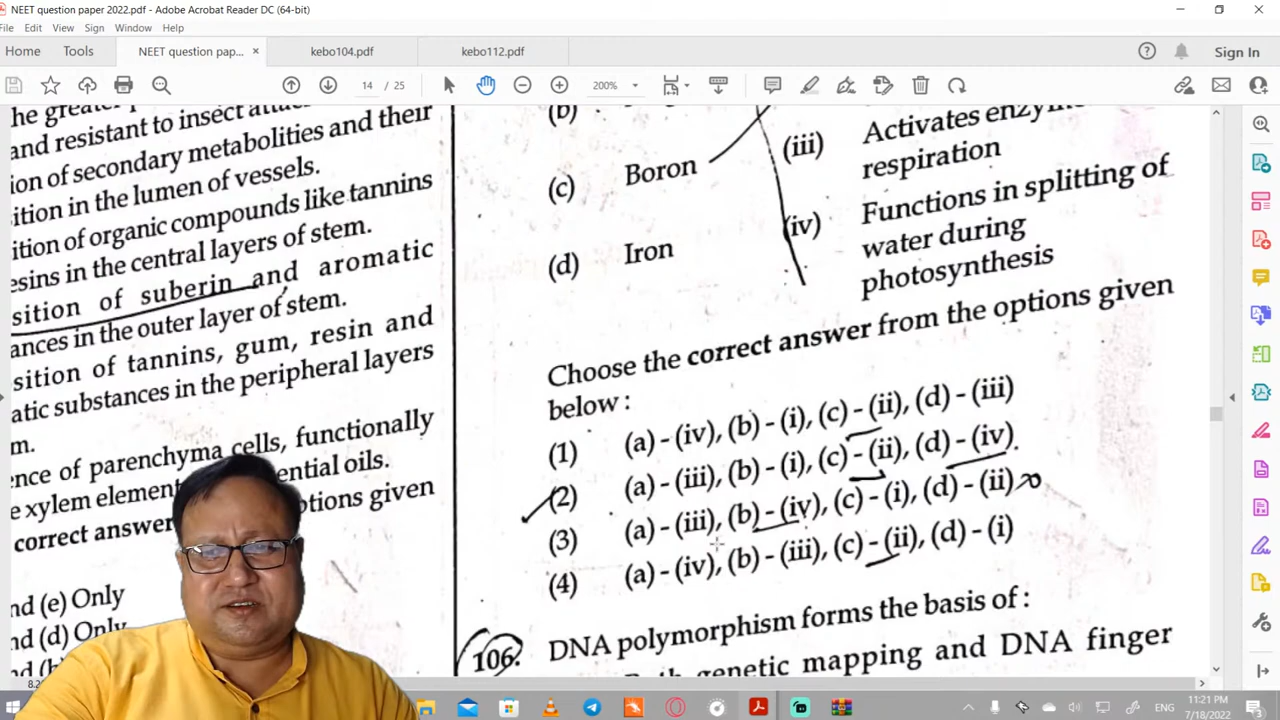 NEET question paper 2022.pdf - Adobe Acrobat Reader DC (64-bit)
File Edit View Sign Window Help
Home Tools NEET question pap... × kebo104.pdf kebo112.pdf Sign In
14 / 25 200%
and resistant to insect
ion of secondary metabolities and their
ition in the lumen of vessels.
ition of organic compounds like tannins
esins in the central layers of stem.
sition of suberin and aromatic
ances in the outer layer of stem.
sition of tannins, gum, resin and
atic substances in the peripheral layers
m.
ence of parenchyma cells, functionally
e xylem ential oils.
correct options given
nd (e) Only
nd (d) Only
(b)
(c) Boron
(d) Iron
(iii) Activates
respiration
(iv) Functions in splitting of
water during
photosynthesis
Choose the correct answer from the options given
below :
(1) (a) - (iv), (b) - (i), (c) - (ii), (d) - (iii)
(2) (a) - (iii), (b) - (i), (c) - (ii), (d) - (iv)
(3) (a) - (iii), (b) - (iv), (c) - (i), (d) - (ii)
(4) (a) - (iv), (b) - (iii), (c) - (ii), (d) - (i)
106. DNA polymorphism forms the basis of :
genetic mapping and DNA finger
ENG 11:21 PM
7/18/2022